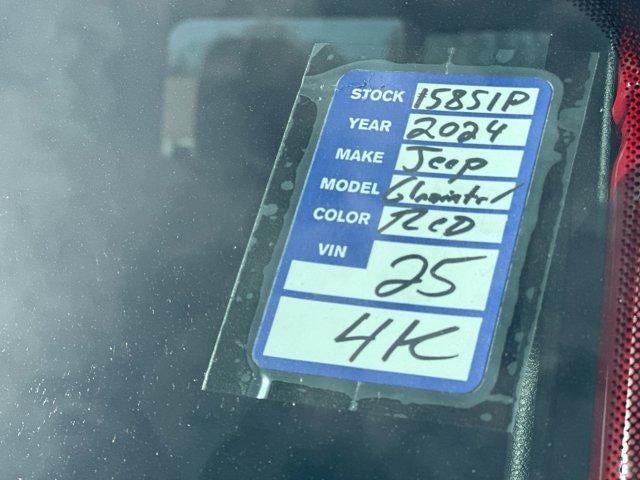 STOCK 15851P
YEAR 2024
MAKE Jeep
MODEL
COLOR RED
VIN 25
4K